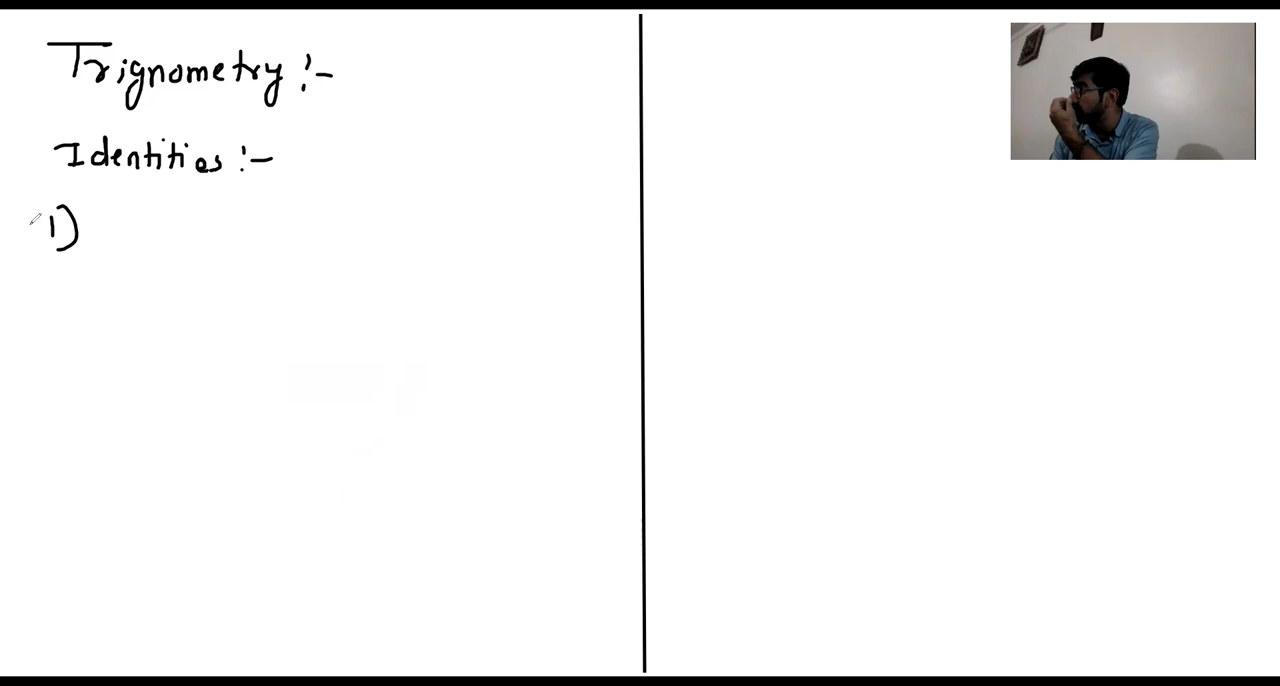 Trignometry :-
Identities :-
1)